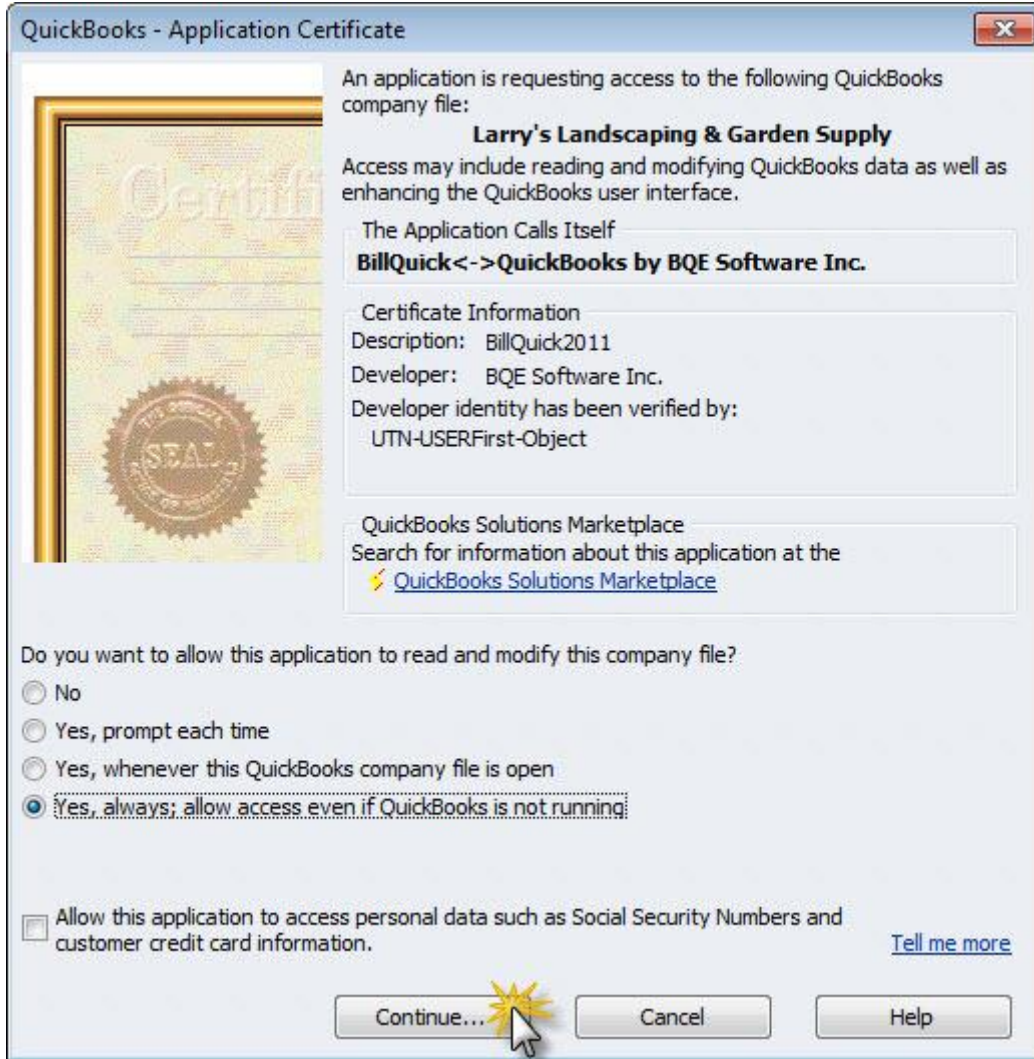 QuickBooks - Application Certificate
An application is requesting access to the following QuickBooks
company file:
Larry's Landscaping & Garden Supply
Access may include reading and modifying QuickBooks data as well as
enhancing the QuickBooks user interface.
The Application Calls Itself
BillQuick<->QuickBooks by BQE Software Inc.
Certificate Information
Description: BillQuick2011
Developer: BQE Software Inc.
Developer identity has been verified by:
UTN-USERFirst-Object
QuickBooks Solutions Marketplace
Search for information about this application at the
QuickBooks Solutions Marketplace
Certifi
SEAL
Do you want to allow this application to read and modify this company file?
No
Yes, prompt each time
Yes, whenever this QuickBooks company file is open
Yes, always; allow access even if QuickBooks is not running
Allow this application to access personal data such as Social Security Numbers and
customer credit card information.
Tell me more
Continue... Cancel Help